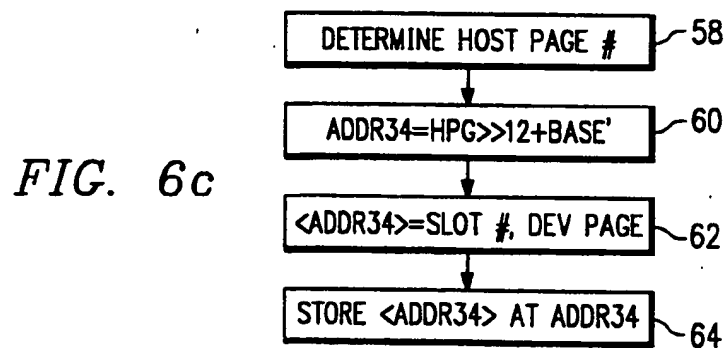 DETERMINE HOST PAGE #
58
ADDR34=HPG>>12+BASE'
60
FIG. 6c
<ADDR34>=SLOT #, DEV PAGE
62
STORE <ADDR34> AT ADDR34
64